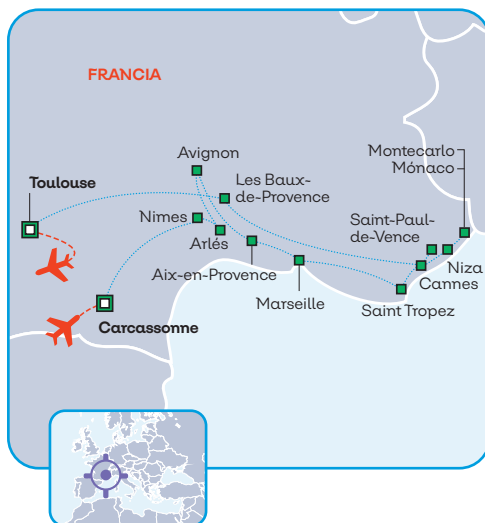 FRANCIA
Avignon
Montecarlo
Mónaco
Toulouse
Les Baux-
de-Provence
Nimes
Saint-Paul-
de-Vence
Arlés
Aix-en-Provence
Niza
Cannes
Marseille
Saint Tropez
Carcassonne